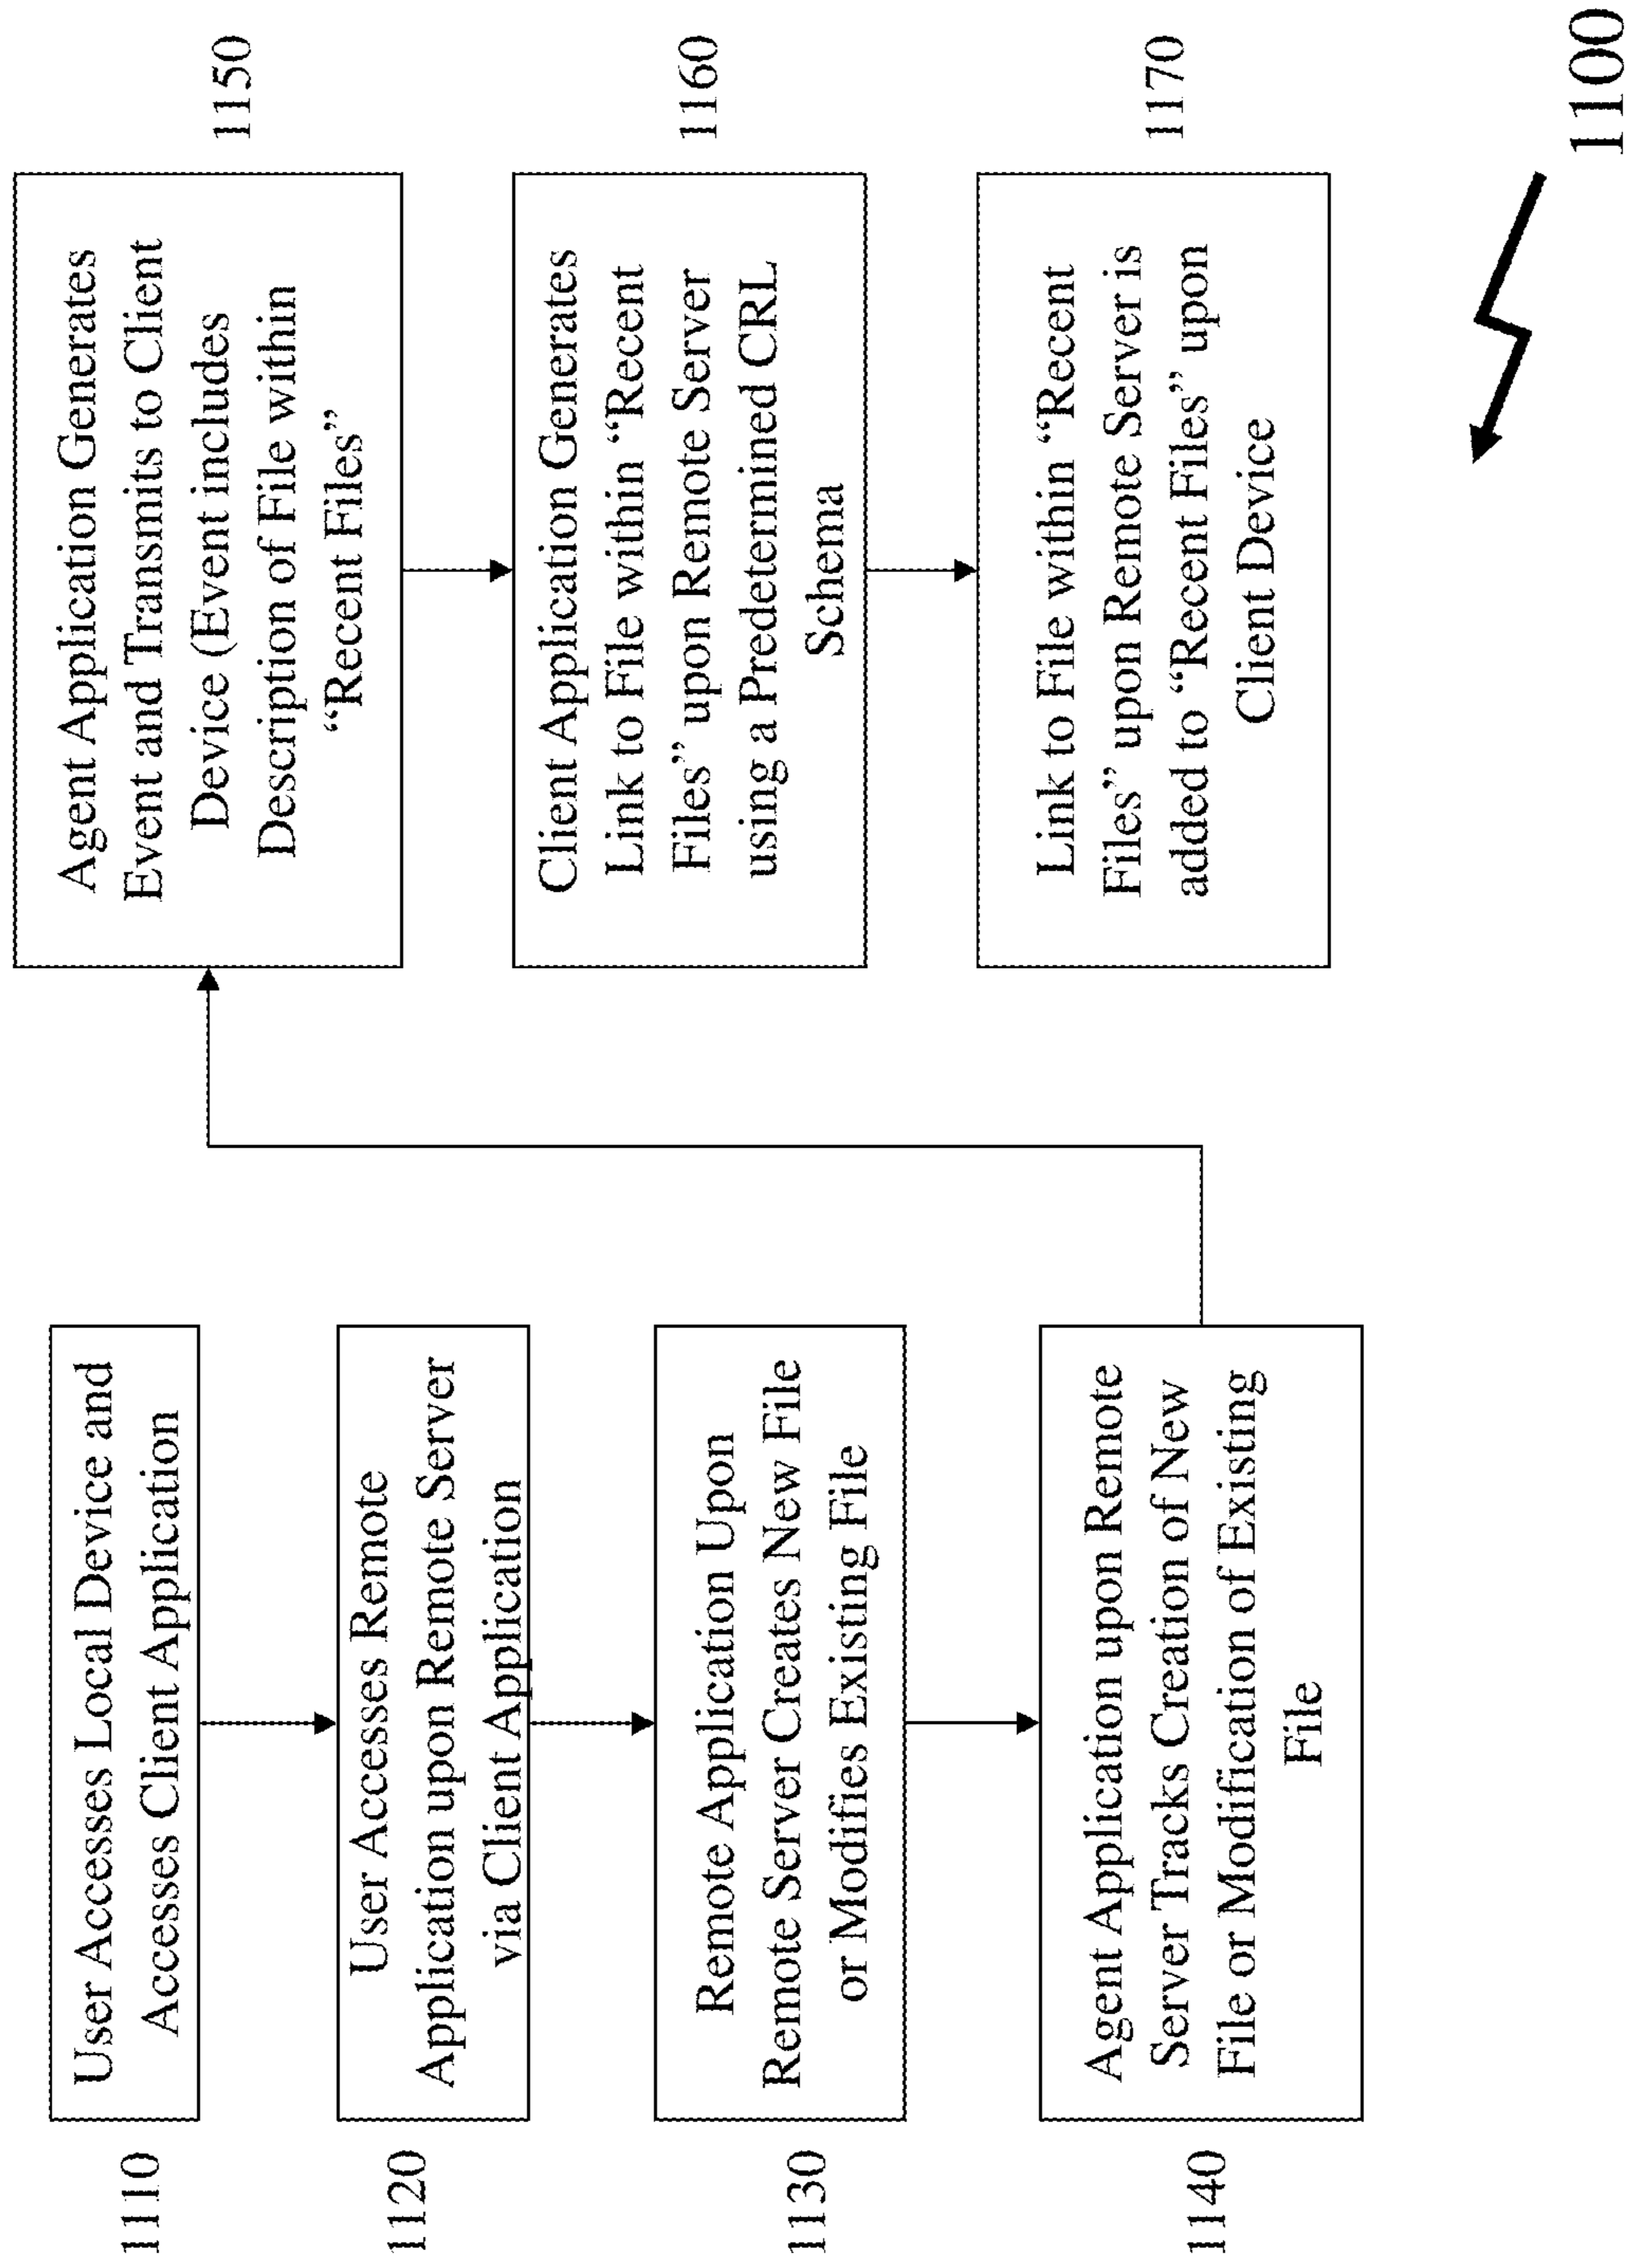 1110
User Accesses Local Device and
Accesses Client Application
1120
User Accesses Remote
Application upon Remote Server
via Client Application
1130
Remote Application Upon
Remote Server Creates New File
or Modifies Existing File
1140
Agent Application upon Remote
Server Tracks Creation of New
File or Modification of Existing
File
Agent Application Generates
Event and Transmits to Client
Device (Event includes
Description of File within
“Recent Files”
1150
Client Application Generates
Link to File within “Recent
Files” upon Remote Server
using a Predetermined CRL
Schema
1160
Link to File within “Recent
Files” upon Remote Server is
added to “Recent Files” upon
Client Device
1170
1100